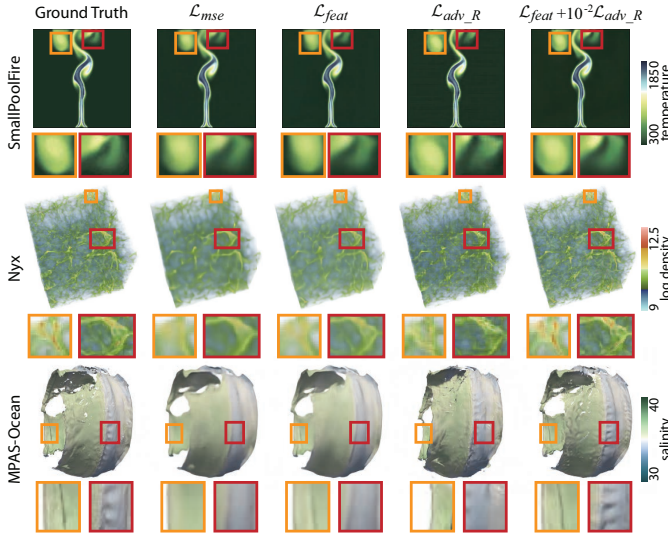 Ground Truth
ℒmse
ℒfeat
ℒadv_R
ℒfeat +10-2ℒadv_R
SmallPoolFire
1850
300
temperature
Nyx
12.5
9
log density
MPAS-Ocean
40
30
salinity